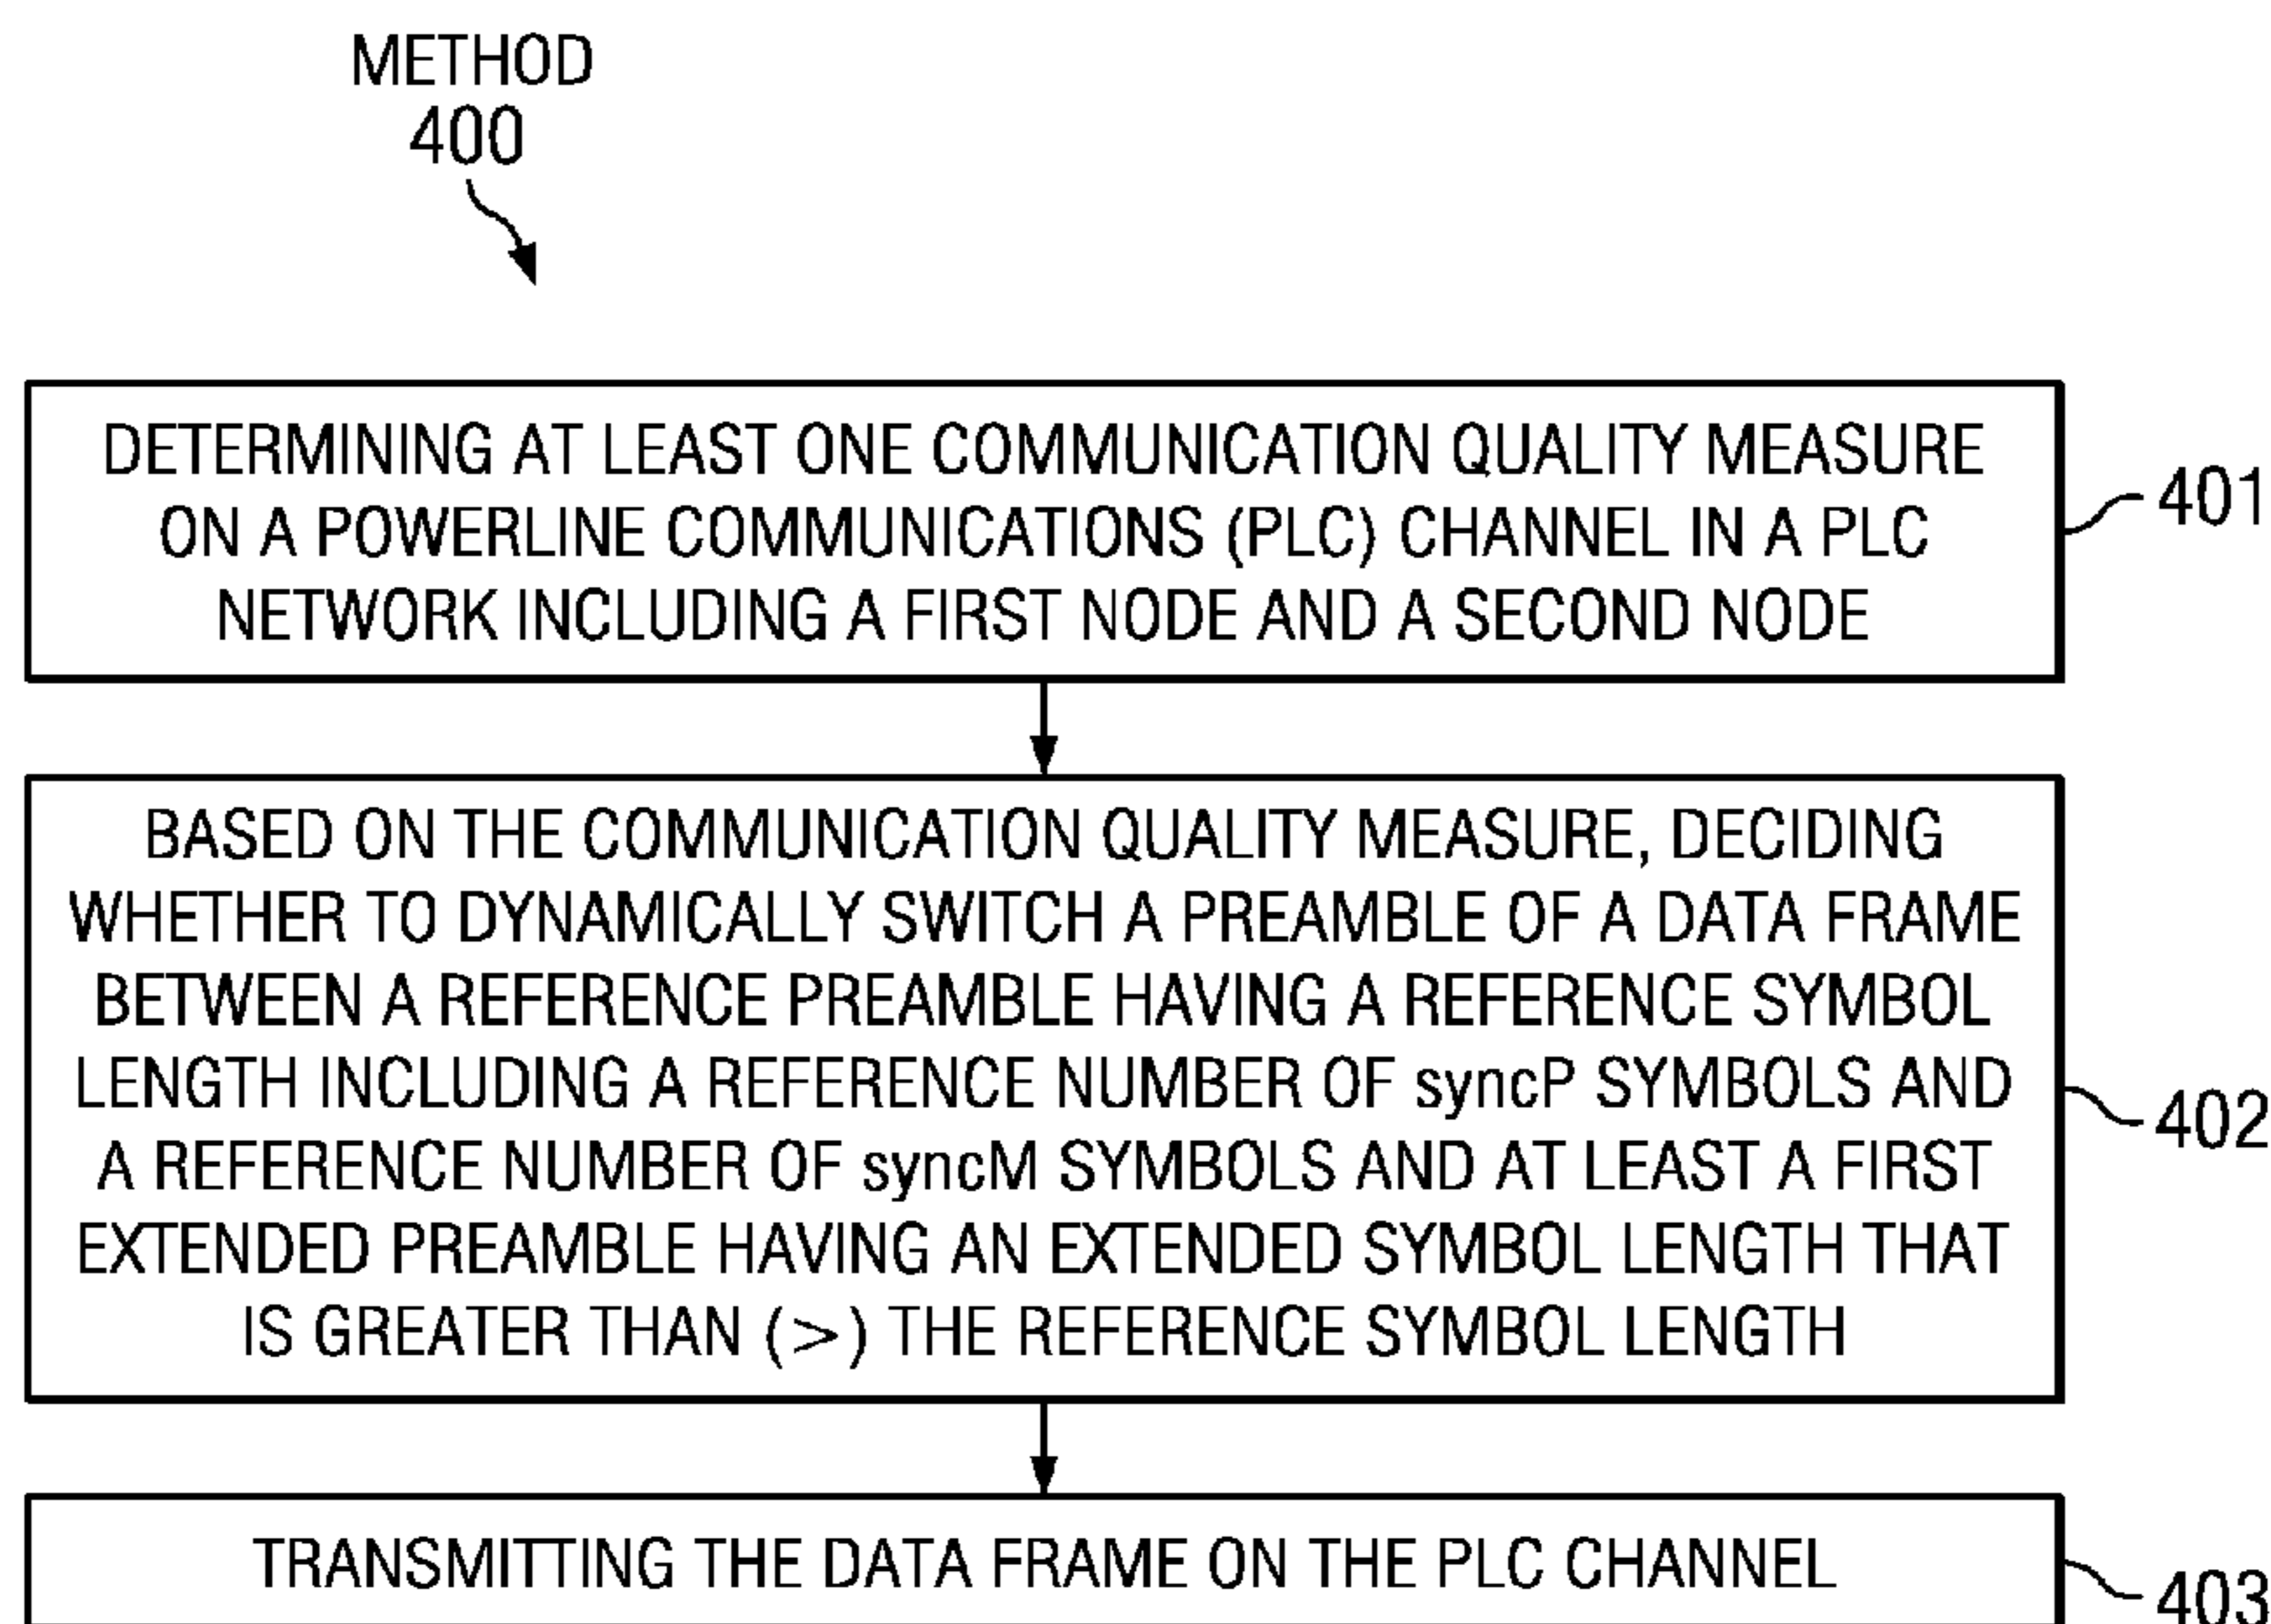 METHOD
400
DETERMINING AT LEAST ONE COMMUNICATION QUALITY MEASURE
ON A POWERLINE COMMUNICATIONS (PLC) CHANNEL IN A PLC
NETWORK INCLUDING A FIRST NODE AND A SECOND NODE
401
BASED ON THE COMMUNICATION QUALITY MEASURE, DECIDING
WHETHER TO DYNAMICALLY SWITCH A PREAMBLE OF A DATA FRAME
BETWEEN A REFERENCE PREAMBLE HAVING A REFERENCE SYMBOL
LENGTH INCLUDING A REFERENCE NUMBER OF syncP SYMBOLS AND
A REFERENCE NUMBER OF syncM SYMBOLS AND AT LEAST A FIRST
EXTENDED PREAMBLE HAVING AN EXTENDED SYMBOL LENGTH THAT
IS GREATER THAN (>) THE REFERENCE SYMBOL LENGTH
402
TRANSMITTING THE DATA FRAME ON THE PLC CHANNEL
403